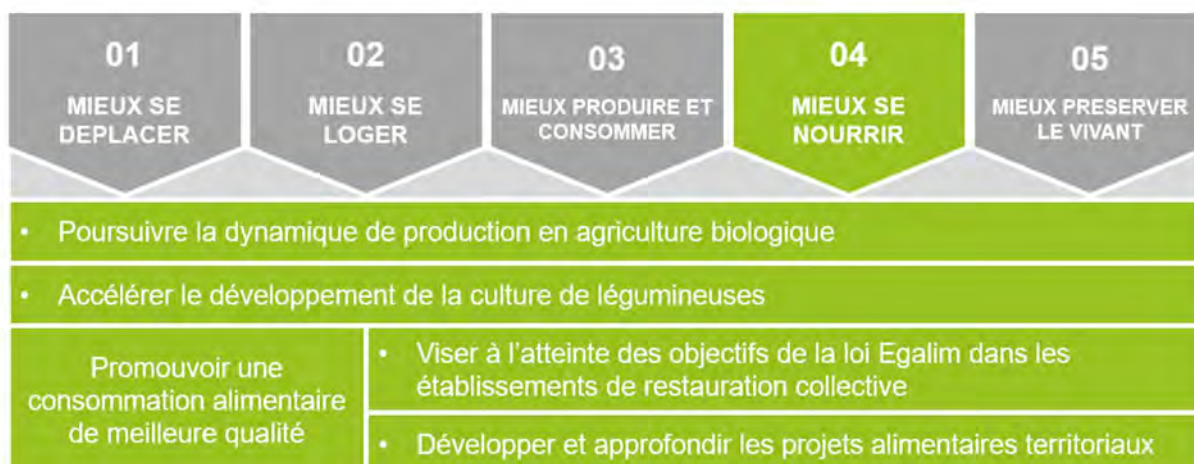 01
MIEUX SE
DEPLACER
02
MIEUX SE
LOGER
03
MIEUX PRODUIRE ET
CONSOMMER
04
MIEUX SE
NOURRIR
05
MIEUX PRESERVER
LE VIVANT
• Poursuivre la dynamique de production en agriculture biologique
• Accélérer le développement de la culture de légumineuses
Promouvoir une
consommation alimentaire
de meilleure qualité
• Viser à l'atteinte des objectifs de la loi Egalim dans les
établissements de restauration collective
• Développer et approfondir les projets alimentaires territoriaux